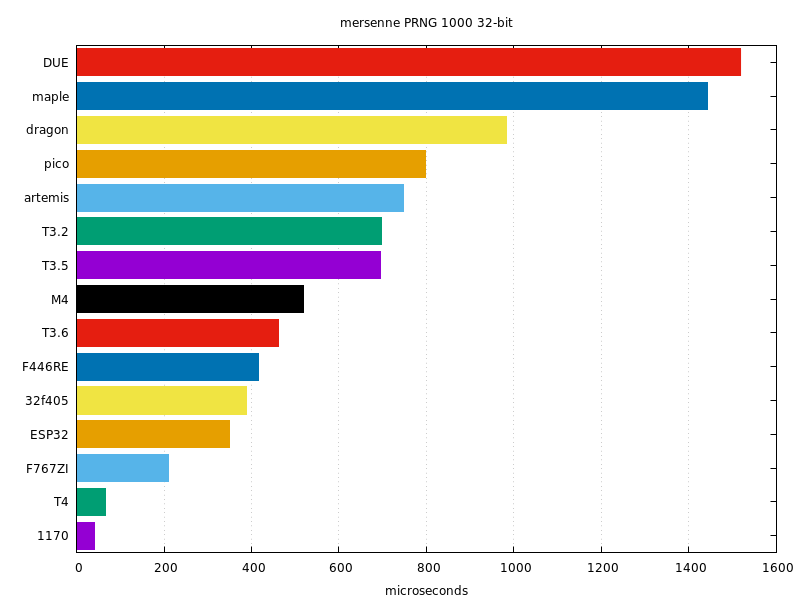 mersenne PRNG 1000 32-bit
DUE
maple
dragon
pico
artemis
T3.2
T3.5
M4
T3.6
F446RE
32f405
ESP32
F767ZI
T4
1170
0 200 400 600 800 1000 1200 1400 1600
microseconds